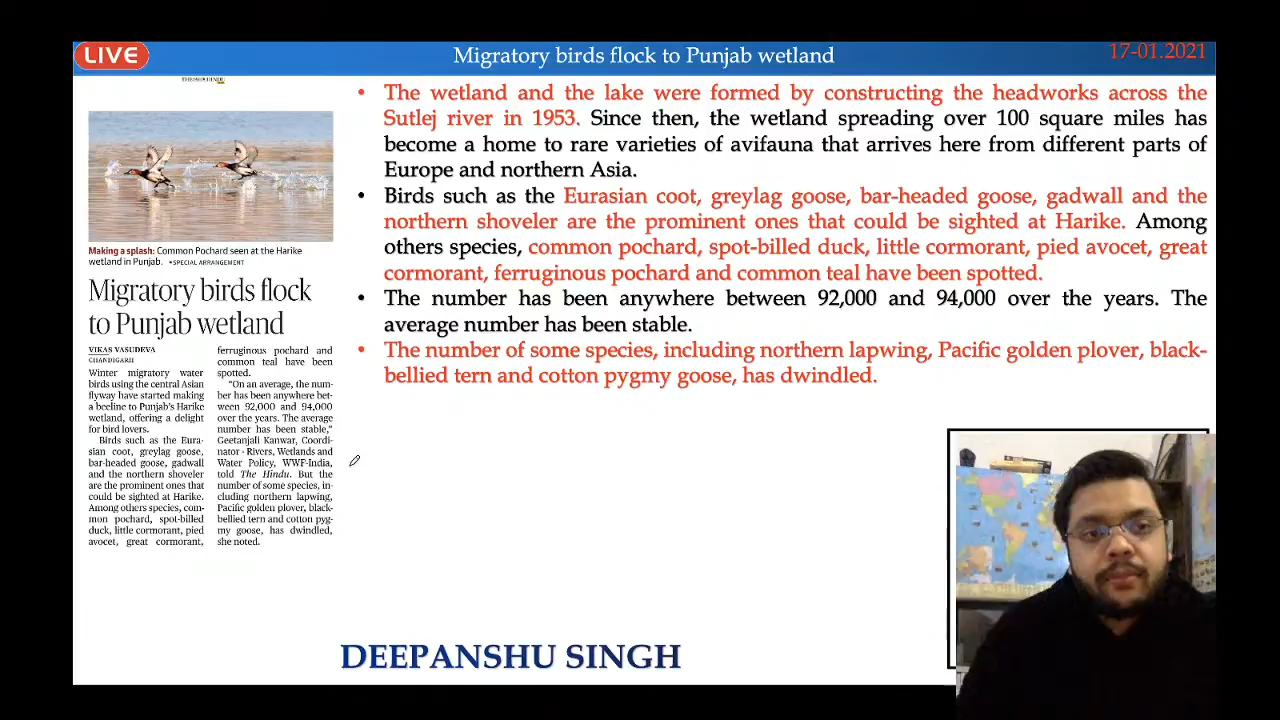 LIVE
Migratory birds flock to Punjab wetland
17-01.2021
• The wetland and the lake were formed by constructing the headworks across the
Sutlej river in 1953. Since then, the wetland spreading over 100 square miles has
become a home to rare varieties of avifauna that arrives here from different parts of
Europe and northern Asia.
• Birds such as the Eurasian coot, greylag goose, bar-headed goose, gadwall and the
northern shoveler are the prominent ones that could be sighted at Harike. Among
others species, common pochard, spot-billed duck, little cormorant, pied avocet, great
cormorant, ferruginous pochard and common teal have been spotted.
• The number has been anywhere between 92,000 and 94,000 over the years. The
average number has been stable.
• The number of some species, including northern lapwing, Pacific golden plover, black-
bellied tern and cotton pygmy goose, has dwindled.
Making a splash: Common Pochard seen at the Harike
wetland in Punjab. • SPECIAL ARRANGEMENT
Migratory birds flock
to Punjab wetland
VIKAS VASUDEVA
CHANDIGARH
Winter migratory water
birds using the central Asian
flyway have started making
a beeline to Punjab's Harike
wetland, offering a delight
for bird lovers.
Birds such as the Eura-
sian coot, greylag goose,
bar-headed goose, gadwall
and the northern shoveler
are the prominent ones that
could be sighted at Harike.
Among others species, com-
mon pochard, spot-billed
duck, little cormorant, pied
avocet, great cormorant,
ferruginous pochard and
common teal have been
spotted.
"On an average, the num-
ber has been anywhere bet-
ween 92,000 and 94,000
over the years. The average
number has been stable,"
Geetanjali Kanwar, Coordi-
nator - Rivers, Wetlands and
Water Policy, WWF-India,
told The Hindu. But the
number of some species, in-
cluding northern lapwing,
Pacific golden plover, black-
bellied tern and cotton pyg-
my goose, has dwindled,
she noted.
DEEPANSHU SINGH